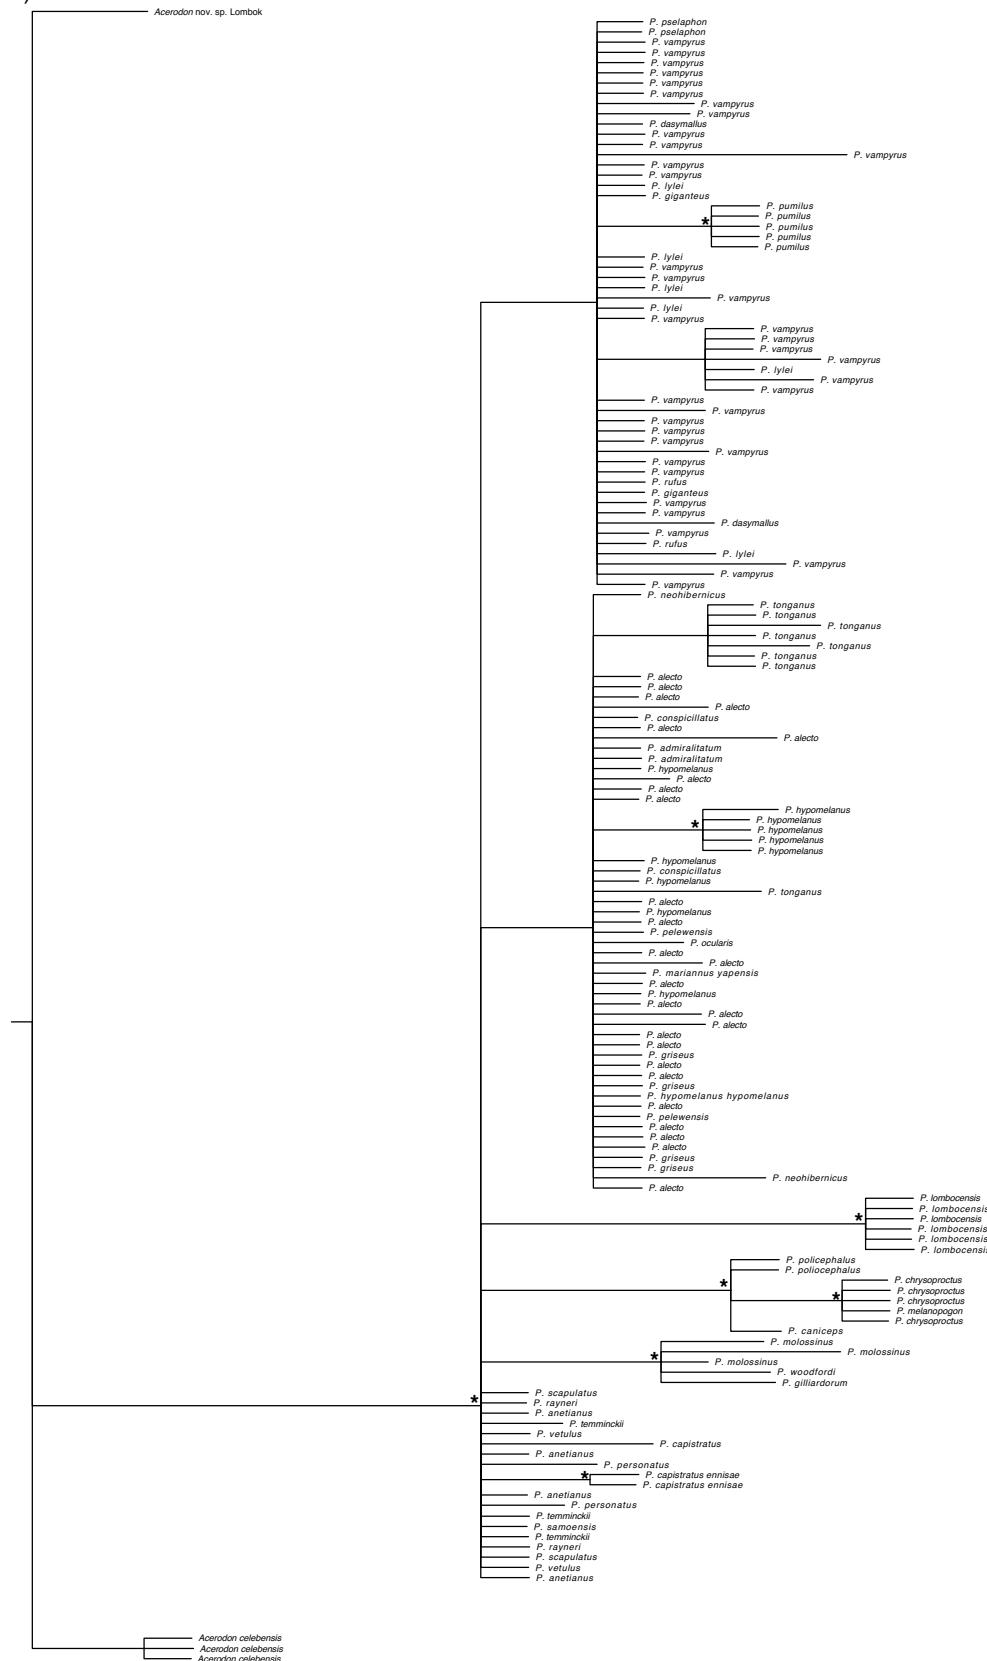 )
Acerodon nov. sp. Lombok
P. pselaphon
P. pselaphon
P. vampyrus
P. vampyrus
P. vampyrus
P. vampyrus
P. vampyrus
P. vampyrus
P. vampyrus
P. vampyrus
P. dasymallus
P. vampyrus
P. vampyrus
P. vampyrus
P. vampyrus
P. vampyrus
P. lylei
P. giganteus
P. pumilus
P. pumilus
*
P. pumilus
P. pumilus
P. pumilus
P. lylei
P. vampyrus
P. vampyrus
P. lylei
P. vampyrus
P. lylei
P. vampyrus
P. vampyrus
P. vampyrus
P. vampyrus
P. vampyrus
P. lylei
P. vampyrus
P. vampyrus
P. vampyrus
P. vampyrus
P. vampyrus
P. vampyrus
P. vampyrus
P. vampyrus
P. vampyrus
P. vampyrus
P. rufus
P. giganteus
P. vampyrus
P. vampyrus
P. dasymallus
P. vampyrus
P. rufus
P. lylei
P. vampyrus
P. vampyrus
P. vampyrus
P. neohibernicus
P. tonganus
P. tonganus
P. tonganus
P. tonganus
P. tonganus
P. tonganus
P. tonganus
P. alecto
P. alecto
P. alecto
P. alecto
P. conspicillatus
P. alecto
P. alecto
P. admiralitatum
P. admiralitatum
P. hypomelanus
P. alecto
P. alecto
P. alecto
P. hypomelanus
P. hypomelanus
*
P. hypomelanus
P. hypomelanus
P. hypomelanus
P. hypomelanus
P. conspicillatus
P. hypomelanus
P. tonganus
P. alecto
P. hypomelanus
P. alecto
P. pelewensis
P. ocularis
P. alecto
P. alecto
P. mariannus yapensis
P. alecto
P. hypomelanus
P. alecto
P. alecto
P. alecto
P. alecto
P. alecto
P. griseus
P. alecto
P. alecto
P. griseus
P. hypomelanus hypomelanus
P. alecto
P. pelewensis
P. alecto
P. alecto
P. alecto
P. griseus
P. griseus
P. neohibernicus
P. alecto
P. lombocensis
P. lombocensis
*
P. lombocensis
P. lombocensis
P. lombocensis
P. lombocensis
P. policephalus
P. poliocephalus
*
P. chrysoproctus
P. chrysoproctus
*
P. chrysoproctus
P. melanopogon
P. chrysoproctus
P. caniceps
P. molossinus
P. molossinus
*
P. molossinus
P. woodfordi
P. gilliardorum
P. scapulatus
*
P. rayneri
P. anetianus
P. temminckii
P. vetulus
P. capistratus
P. anetianus
P. personatus
*
P. capistratus ennisae
P. capistratus ennisae
P. anetianus
P. personatus
P. temminckii
P. samoensis
P. temminckii
P. rayneri
P. scapulatus
P. vetulus
P. anetianus
Acerodon celebensis
Acerodon celebensis
Acerodon celebensis